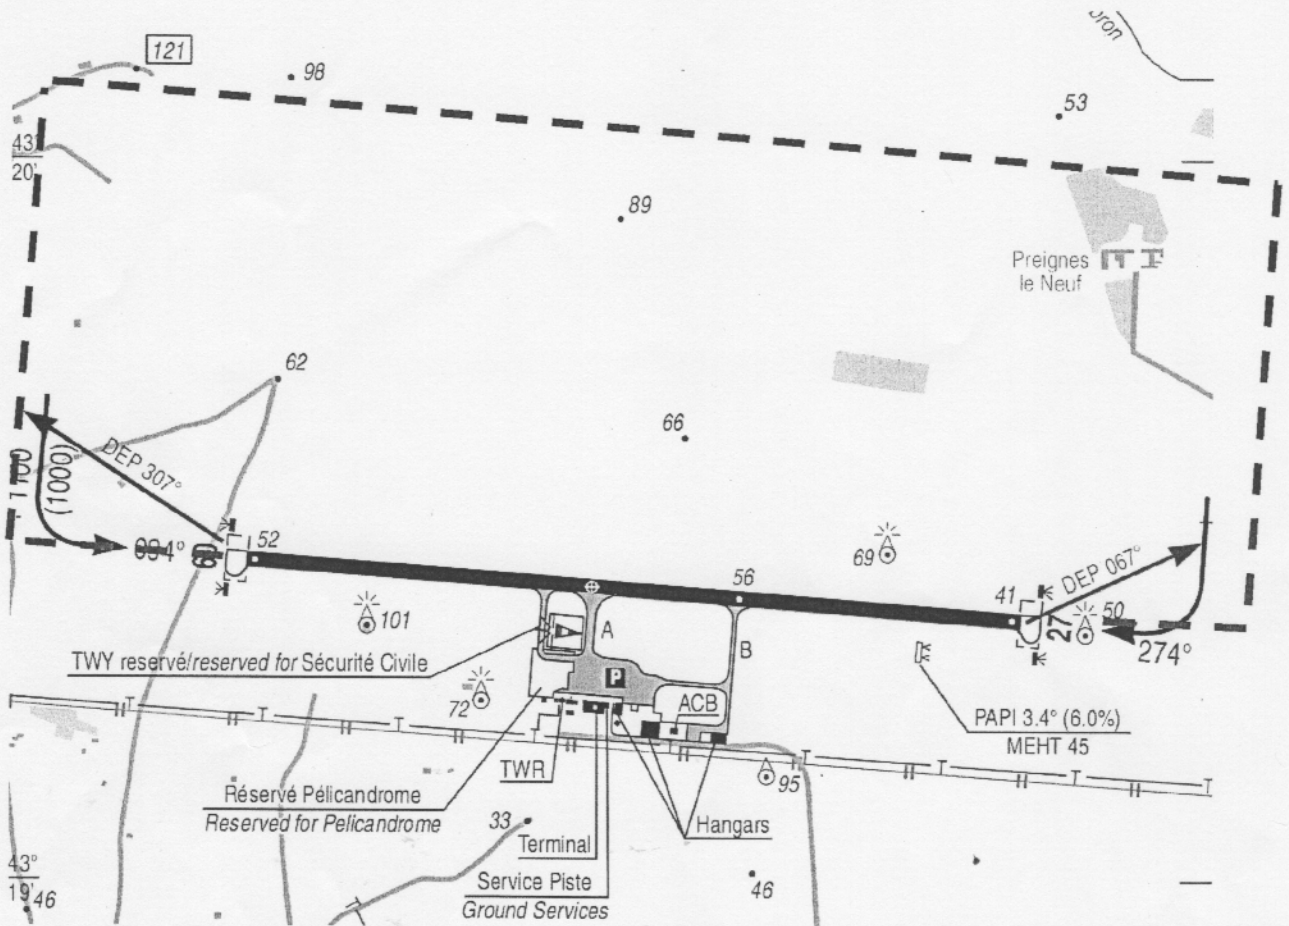 121
98
53
43
20'
89
Preignes
le Neuf
62
66
DEP 307°
1100
(1000)
094°
09
52
56
69
41
DEP 067°
50
27
274°
101
A
B
TWY reservé/reserved for Sécurité Civile
P
72
ACB
PAPI 3.4° (6.0%)
MEHT 45
T
T
T
T
T
T
T
T
TWR
95
Réservé Pélicandrome
Reserved for Pelicandrome
33
Hangars
Terminal
43°
19'
46
Service Piste
Ground Services
46